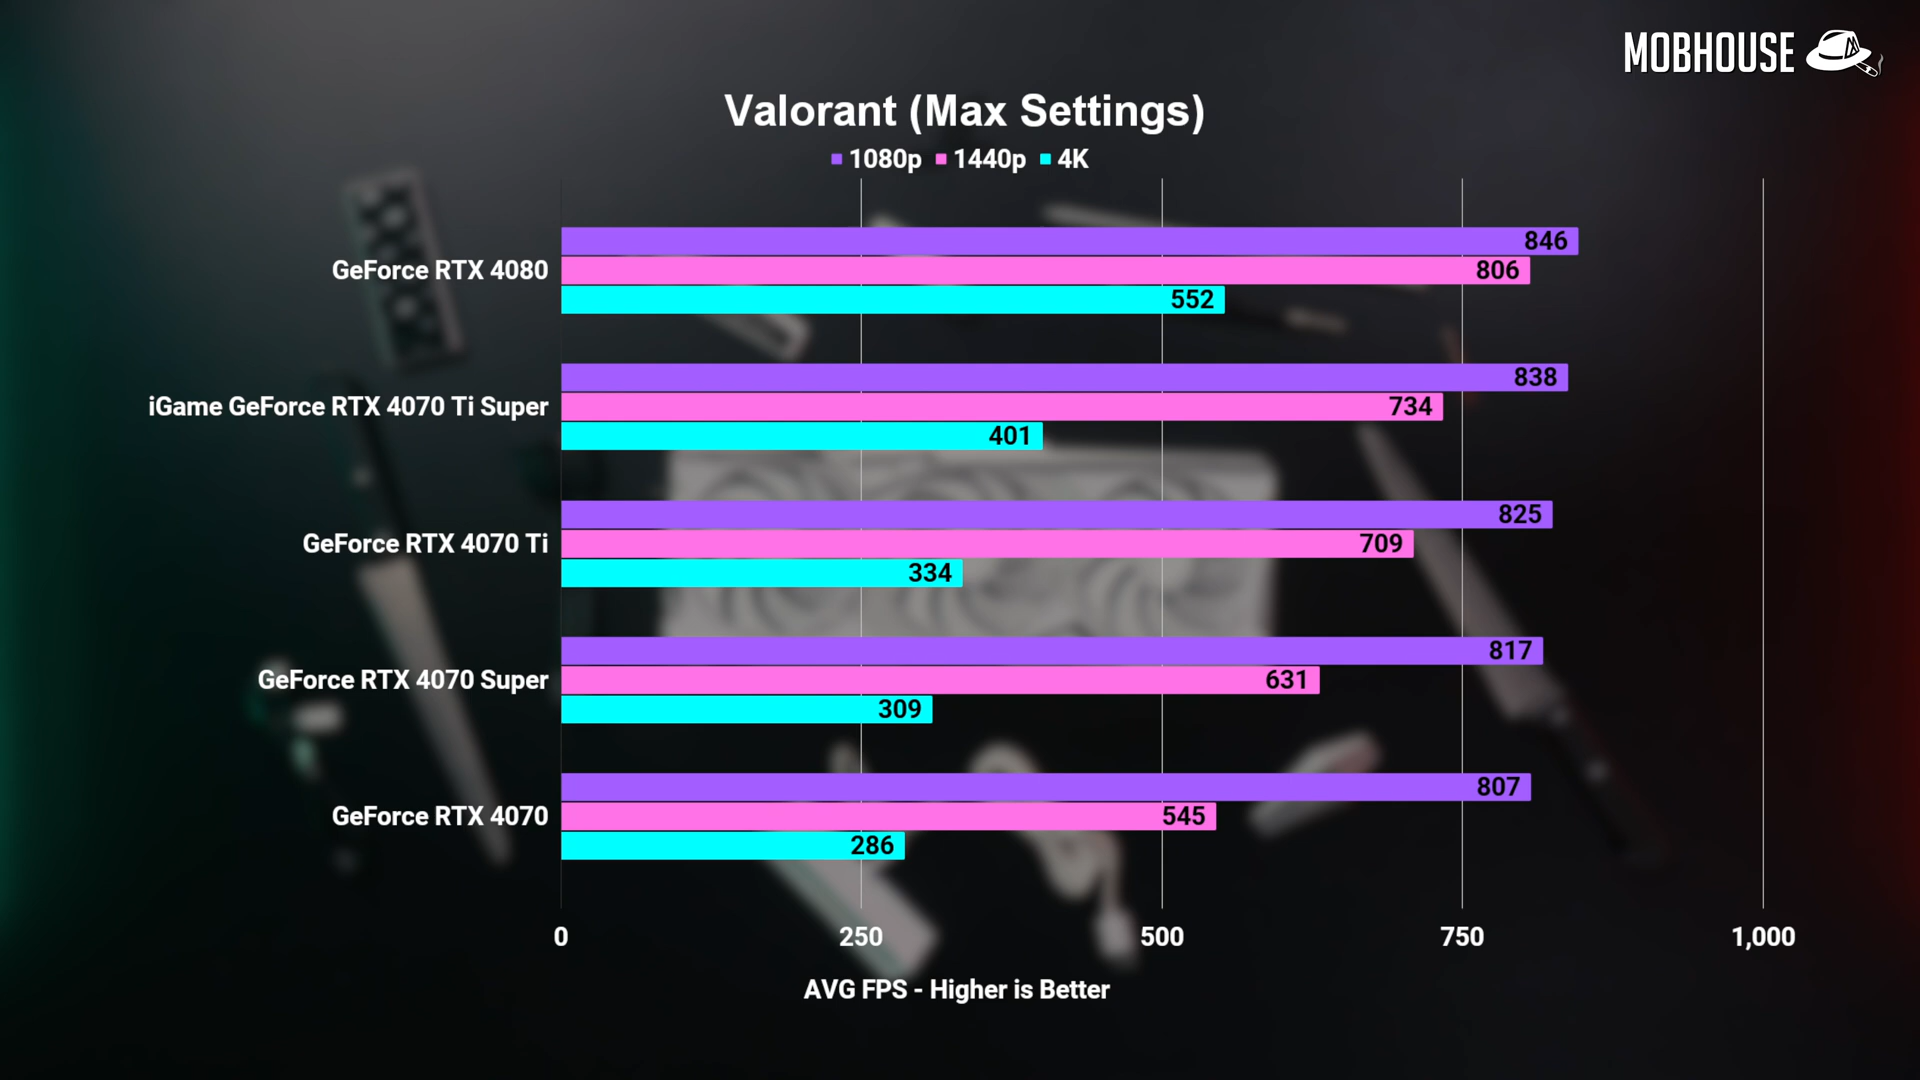 MOBHOUSE
Valorant (Max Settings)
1080p 1440p 4K
GeForce RTX 4080
846
806
552
iGame GeForce RTX 4070 Ti Super
838
734
401
GeForce RTX 4070 Ti
825
709
334
GeForce RTX 4070 Super
817
631
309
GeForce RTX 4070
807
545
286
0 250 500 750 1,000
AVG FPS - Higher is Better